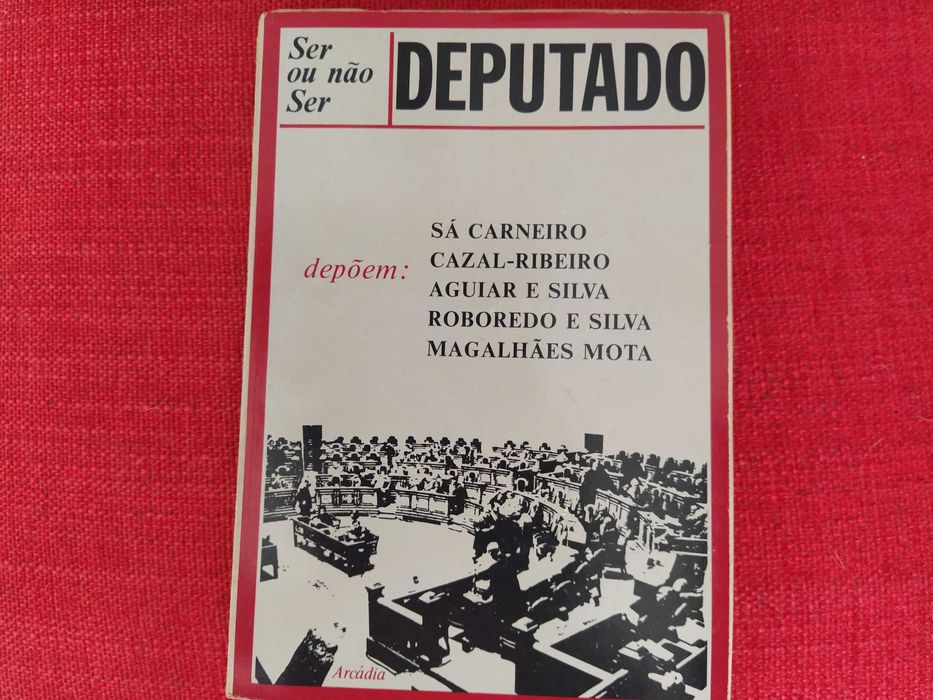 Ser
ou não
Ser
DEPUTADO
depõem:
SÁ CARNEIRO
CAZAL-RIBEIRO
AGUIAR E SILVA
ROBOREDO E SILVA
MAGALHÃES MOTA
Arcádia